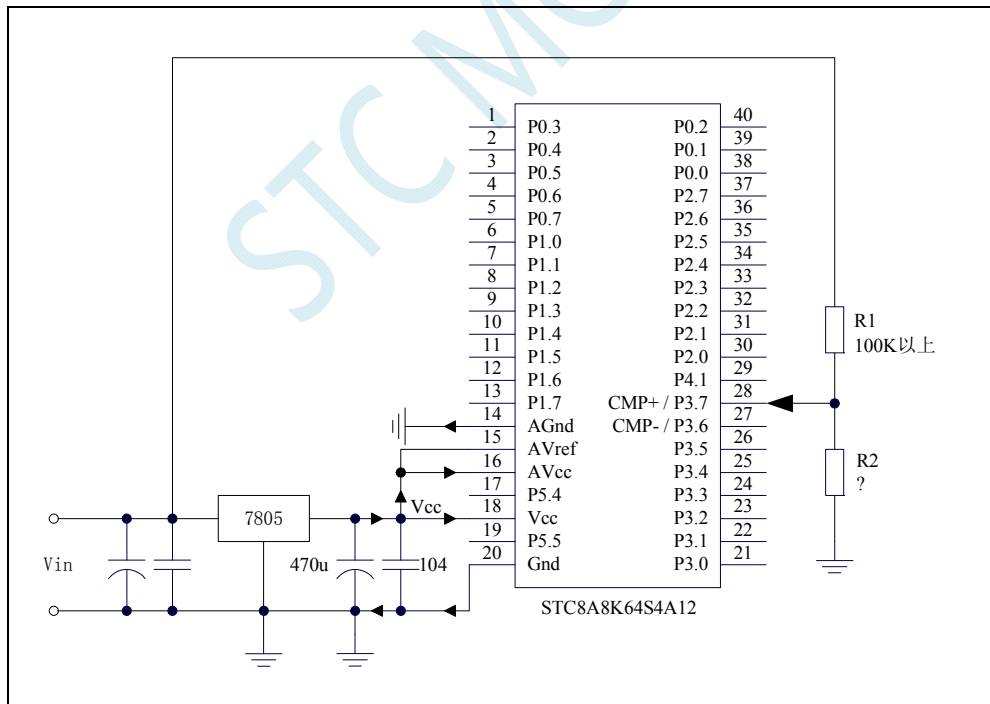 STC MC
1 P0.3 P0.2 40
2 P0.4 P0.1 39
3 P0.5 P0.0 38
4 P0.6 P2.7 37
5 P0.7 P2.6 36
6 P1.0 P2.5 35
7 P1.1 P2.4 34
8 P1.2 P2.3 33
9 P1.3 P2.2 32
10 P1.4 P2.1 31
11 P1.5 P2.0 30
12 P1.6 P4.1 29
13 P1.7 CMP+ / P3.7 28
14 AGnd CMP- / P3.6 27
15 AVref P3.5 26
16 AVcc P3.4 25
17 P5.4 P3.3 24
18 Vcc P3.2 23
19 P5.5 P3.1 22
20 Gnd P3.0 21
STC8A8K64S4A12
R1
100K以上
R2
?
Vcc
7805
Vin
470u
104